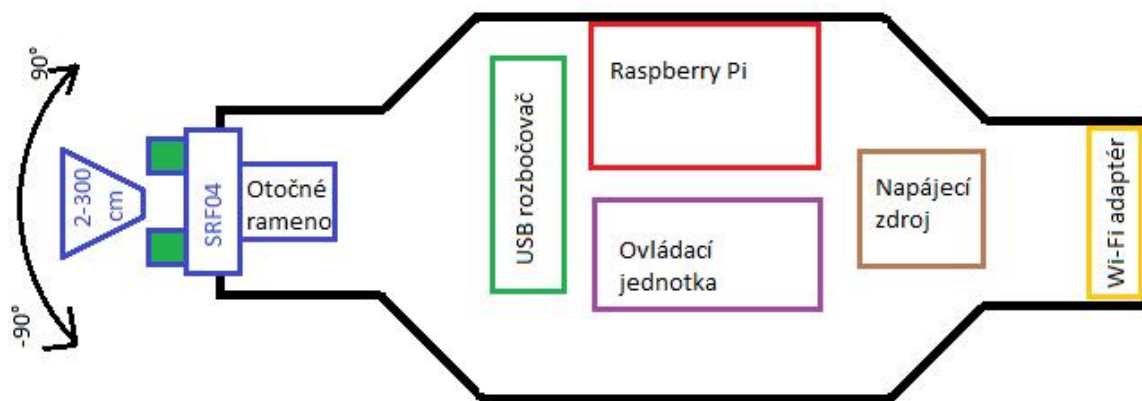 90°
-90°
2-300
cm
SRF04
Otočné
rameno
USB rozbočovač
Raspberry Pi
Ovládací
jednotka
Napájecí
zdroj
Wi-Fi adaptér